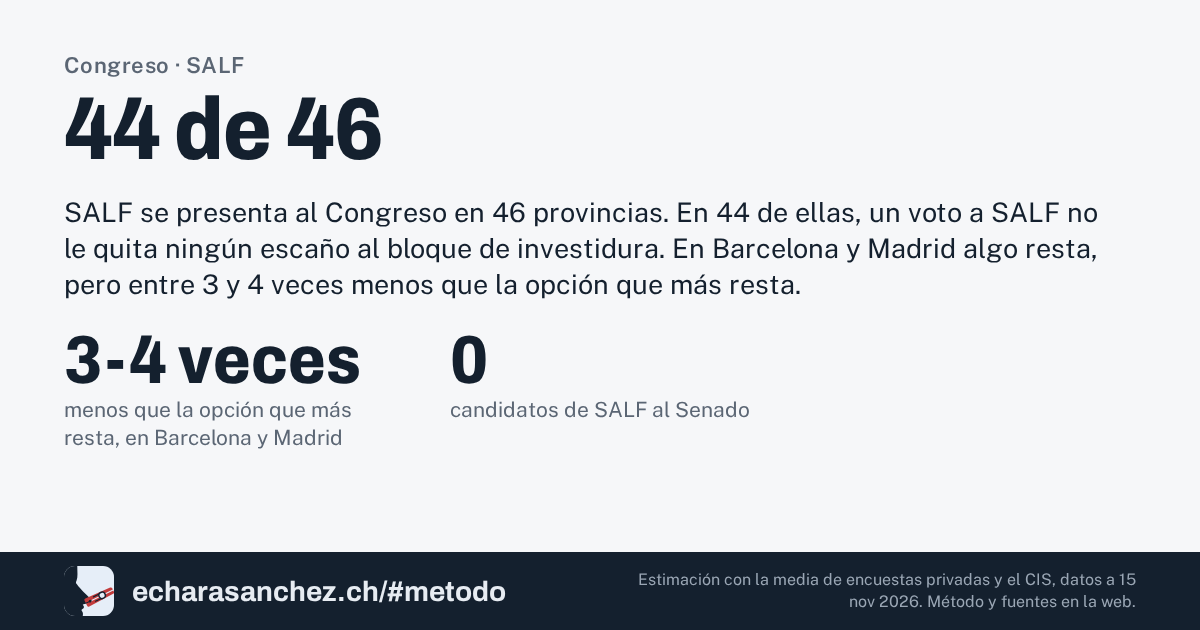 Congreso · SALF
44 de 46
SALF se presenta al Congreso en 46 provincias. En 44 de ellas, un voto a SALF no
le quita ningún escaño al bloque de investidura. En Barcelona y Madrid algo resta,
pero entre 3 y 4 veces menos que la opción que más resta.
3-4 veces
menos que la opción que más
resta, en Barcelona y Madrid
0
candidatos de SALF al Senado
echarasanchez.ch/#metodo
Estimación con la media de encuestas privadas y el CIS, datos a 15
nov 2026. Método y fuentes en la web.